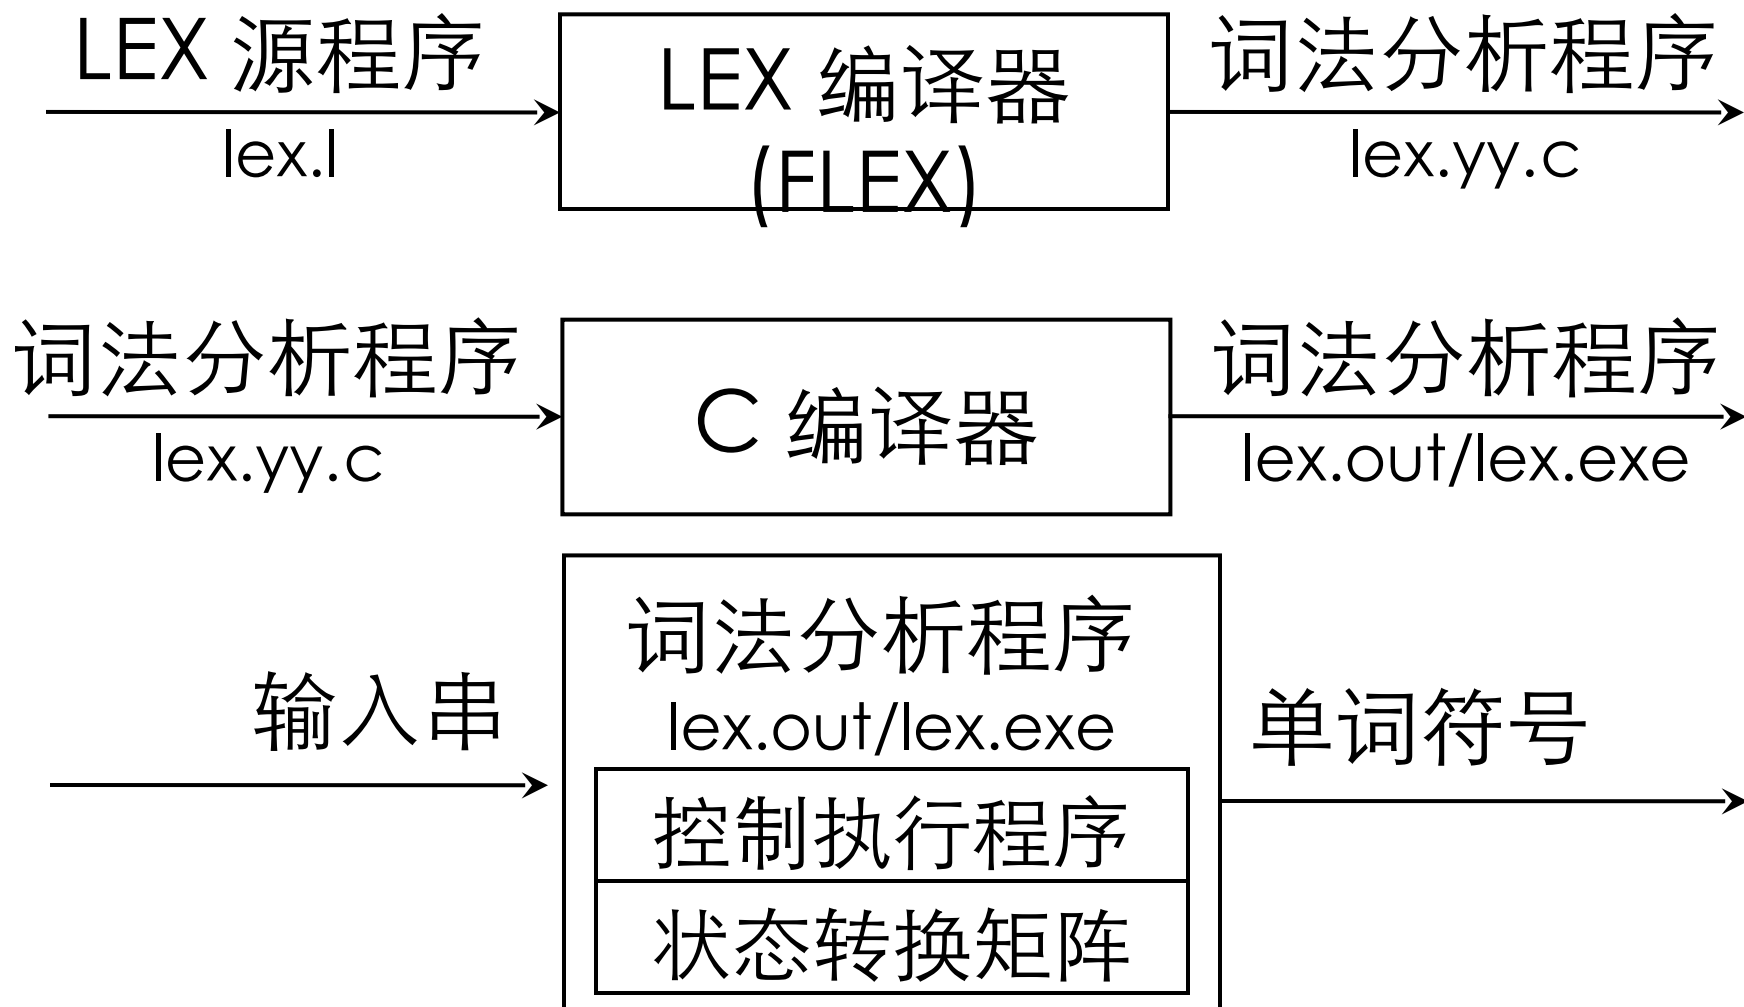 LEX 源程序
lex.l
LEX 编译器
(FLEX)
词法分析程序
lex.yy.c
词法分析程序
lex.yy.c
C 编译器
词法分析程序
lex.out/lex.exe
输入串
词法分析程序
lex.out/lex.exe
控制执行程序
状态转换矩阵
单词符号